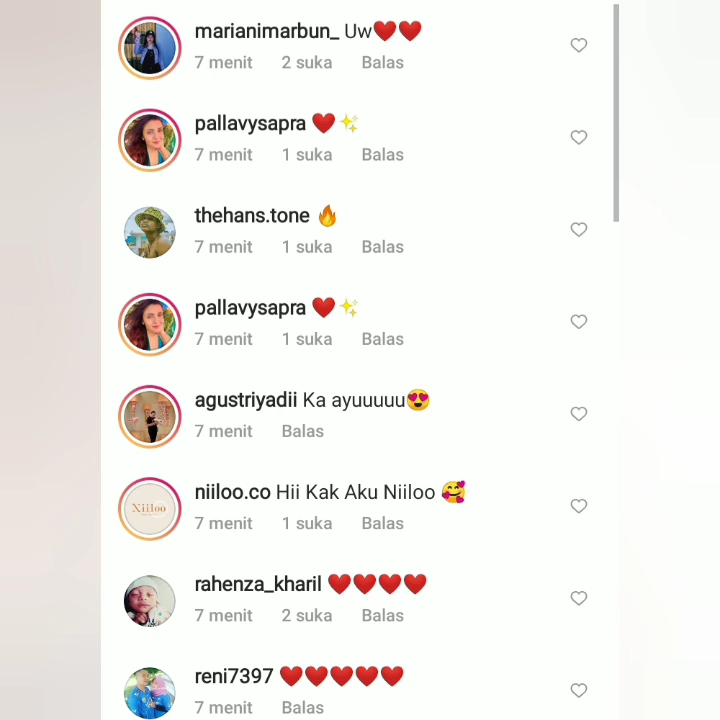 marianimarbun_ Uw❤️❤️
7 menit 2 suka Balas
pallavysapra ❤️✨
7 menit 1 suka Balas
thehans.tone 🔥
7 menit 1 suka Balas
pallavysapra ❤️✨
7 menit 1 suka Balas
agustriyadii Ka ayuuuuu😍
7 menit Balas
niiloo.co Hii Kak Aku Niiloo 🥰
Niiloo
7 menit 1 suka Balas
rahenza_kharil ❤️❤️❤️❤️
7 menit 2 suka Balas
reni7397 ❤️❤️❤️❤️❤️
7 menit Balas